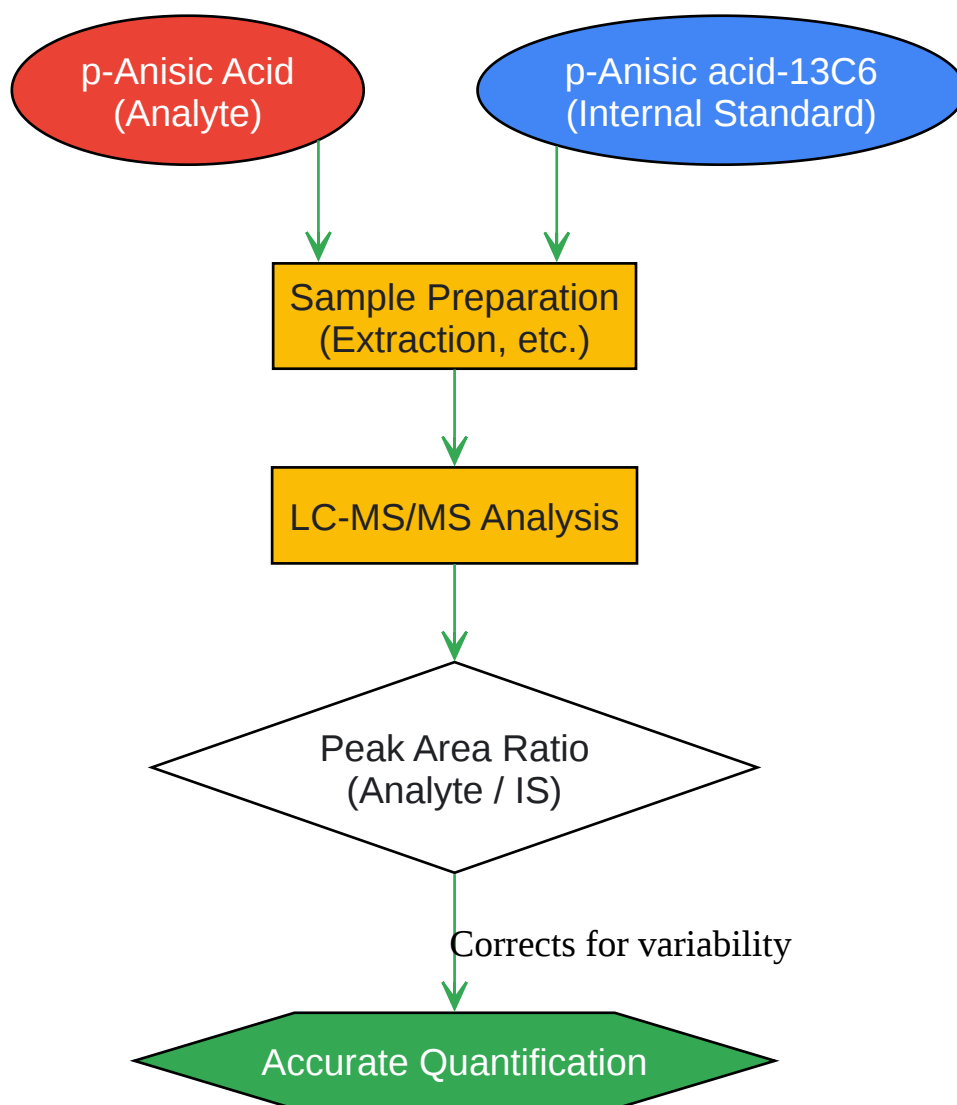 p-Anisic Acid
(Analyte)
p-Anisic acid-13C6
(Internal Standard)
Sample Preparation
(Extraction, etc.)
LC-MS/MS Analysis
Peak Area Ratio
(Analyte / IS)
Corrects for variability
Accurate Quantification